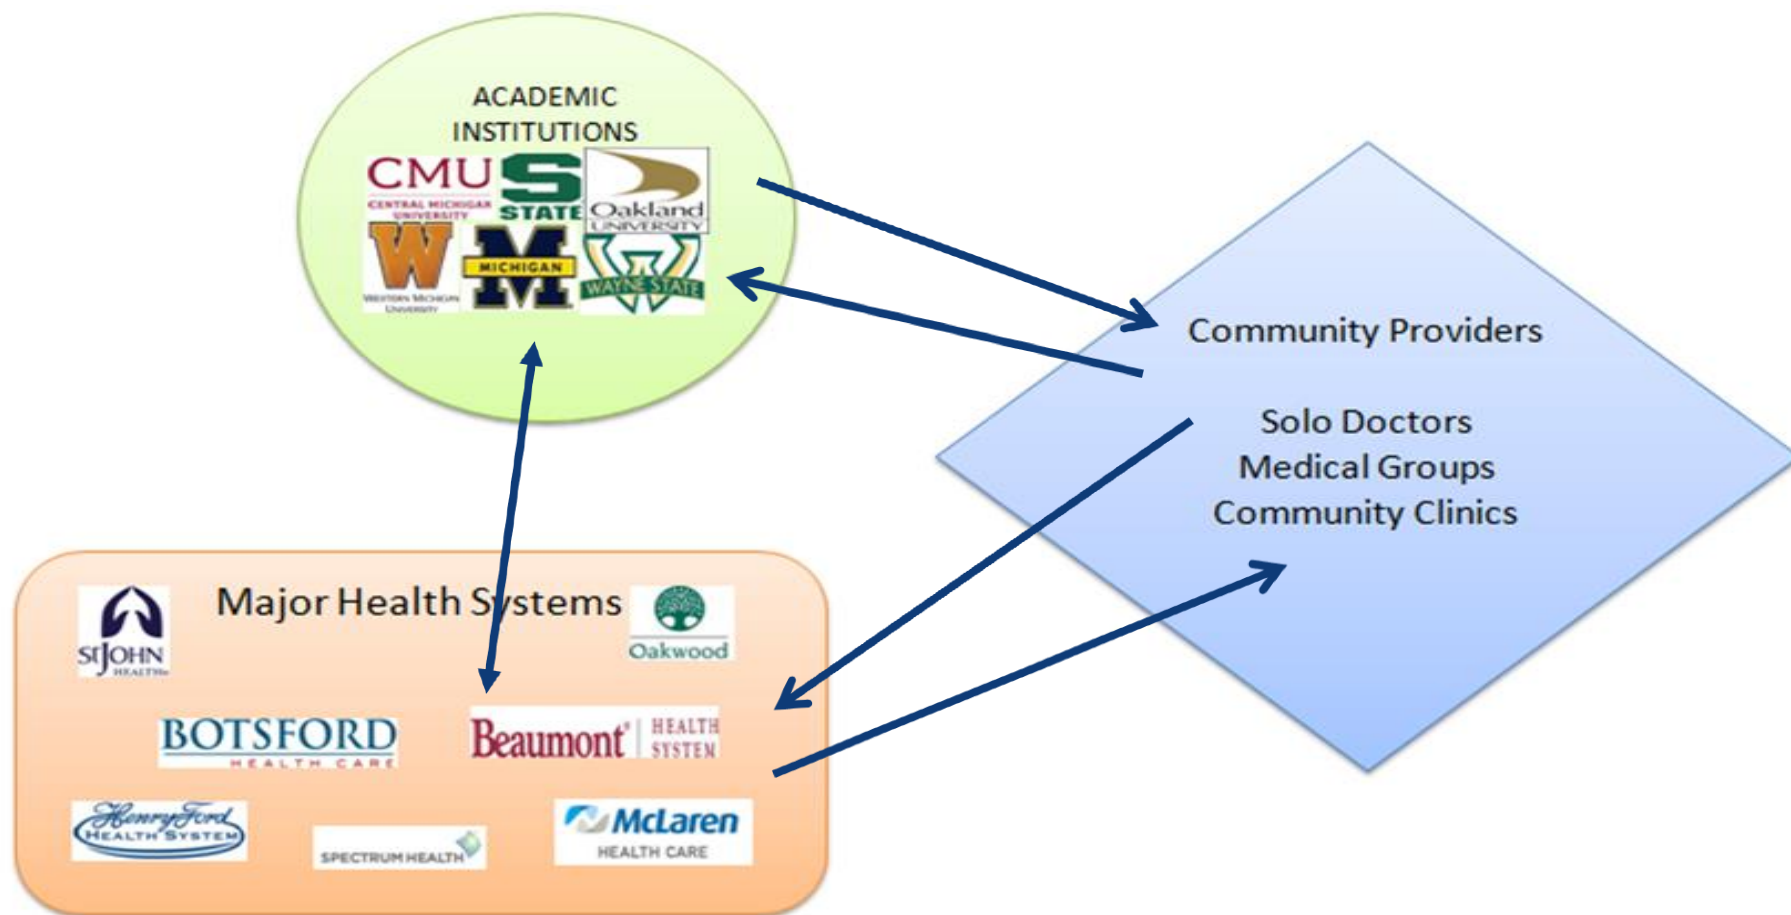 ACADEMIC
INSTITUTIONS
CMU
CENTRAL MICHIGAN
UNIVERSITY
S
STATE
Oakland
UNIVERSITY
W
WESTERN MICHIGAN
UNIVERSITY
M
MICHIGAN
W
WAYNE STATE
Community Providers
Solo Doctors
Medical Groups
Community Clinics
Major Health Systems
ST JOHN
HEALTH
Oakwood
BOTSFORD
HEALTH CARE
Beaumont® | HEALTH
SYSTEM
Henry Ford
HEALTH SYSTEM
SPECTRUM HEALTH
McLaren
HEALTH CARE